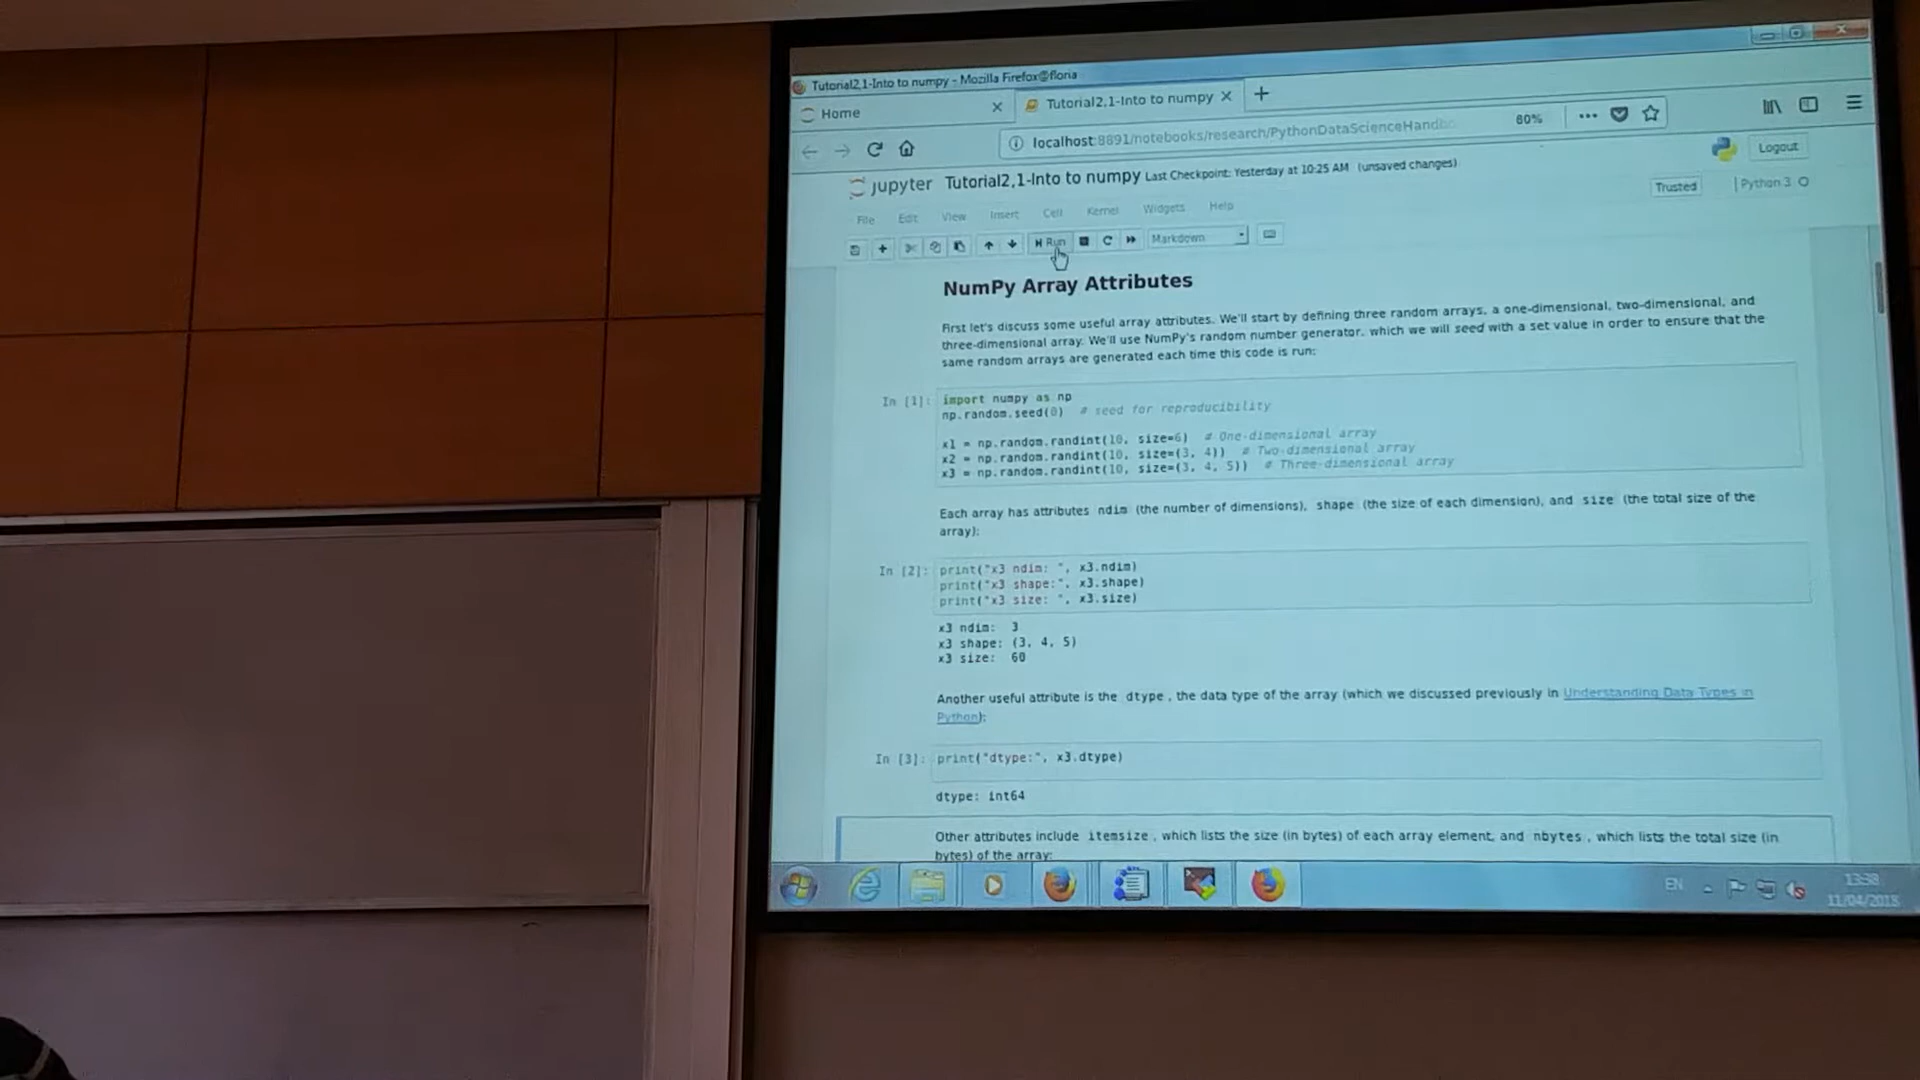 Tutorial2,1-Into to numpy - Mozilla Firefox@floria
Home
Tutorial2,1-Into to numpy
localhost:8891/notebooks/research/PythonDataScienceHandbo
80%
jupyter Tutorial2,1-Into to numpy Last Checkpoint: Yesterday at 10:25 AM (unsaved changes)
Logout
File Edit View Insert Cell Kernel Widgets Help
Trusted
Python 3
Run
Markdown
NumPy Array Attributes
First let's discuss some useful array attributes. We'll start by defining three random arrays, a one-dimensional, two-dimensional, and
three-dimensional array. We'll use NumPy's random number generator, which we will seed with a set value in order to ensure that the
same random arrays are generated each time this code is run:
In [1]: import numpy as np
np.random.seed(0) # seed for reproducibility
x1 = np.random.randint(10, size=6) # One-dimensional array
x2 = np.random.randint(10, size=(3, 4)) # Two-dimensional array
x3 = np.random.randint(10, size=(3, 4, 5)) # Three-dimensional array
Each array has attributes ndim (the number of dimensions), shape (the size of each dimension), and size (the total size of the
array):
In [2]: print("x3 ndim: ", x3.ndim)
print("x3 shape:", x3.shape)
print("x3 size: ", x3.size)
x3 ndim: 3
x3 shape: (3, 4, 5)
x3 size: 60
Another useful attribute is the dtype, the data type of the array (which we discussed previously in Understanding Data Types in
Python):
In [3]: print("dtype:", x3.dtype)
dtype: int64
Other attributes include itemsize, which lists the size (in bytes) of each array element, and nbytes, which lists the total size (in
bytes) of the array:
EN
13:38
11/04/2018